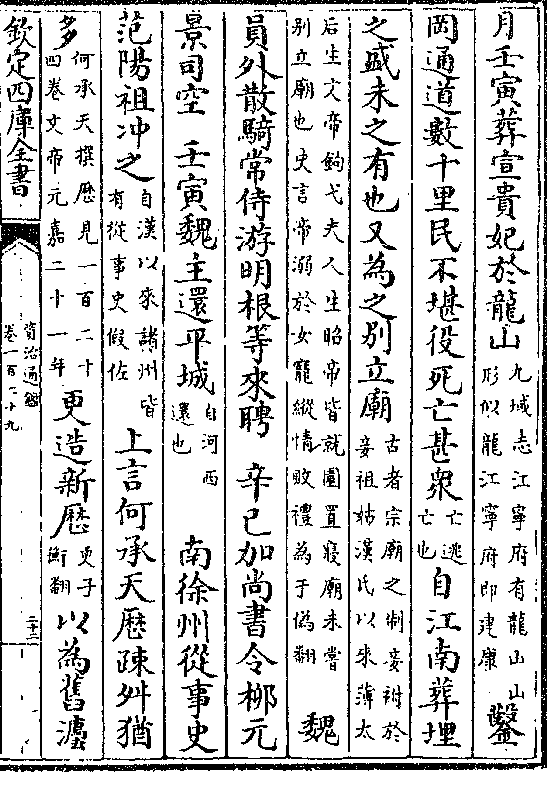 月壬寅葬宣貴妃於龍山九域志江寧府有龍山山形似龍江寧府即建康鑿
岡通道數十里民不堪役死亡甚衆亡逃亡也自江南葬埋
之盛未之有也又為之别立廟古者宗廟之制妾祔於妾祖姑漢氏以來薄太
后生文帝鉤弋夫人生昭帝皆就園置寢廟未嘗别立廟也史言帝溺於女寵縱情敗禮為于偽翻魏
員外散騎常侍游明根等來聘 辛巳加尚書令柳元
景司空 壬寅魏主還平城自河西還也 南徐州從事史
范陽祖冲之自漢以來諸州皆有從事史假佐上言何承天歴疎舛猶
多何承天撰歴見一百二十四卷文帝元嘉二十一年更造新歴更子衡翻以為舊灋
欽定四庫全書
資治通鑑
卷一百二十九
二十二